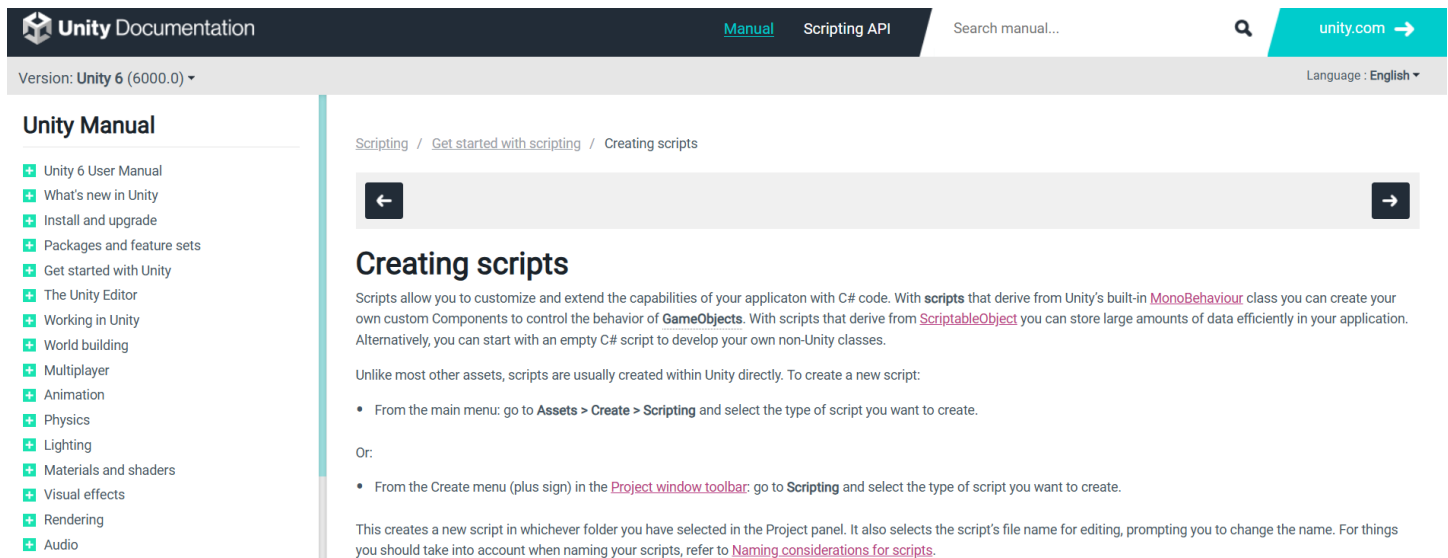 Unity Documentation
Manual
Scripting API
Search manual...
unity.com
Version: Unity 6 (6000.0)
Language : English
Unity Manual
Unity 6 User Manual
What's new in Unity
Install and upgrade
Packages and feature sets
Get started with Unity
The Unity Editor
Working in Unity
World building
Multiplayer
Animation
Physics
Lighting
Materials and shaders
Visual effects
Rendering
Audio
Scripting / Get started with scripting / Creating scripts
Creating scripts
Scripts allow you to customize and extend the capabilities of your applicaton with C# code. With scripts that derive from Unity's built-in MonoBehaviour class you can create your
own custom Components to control the behavior of GameObjects. With scripts that derive from ScriptableObject you can store large amounts of data efficiently in your application.
Alternatively, you can start with an empty C# script to develop your own non-Unity classes.
Unlike most other assets, scripts are usually created within Unity directly. To create a new script:
• From the main menu: go to Assets > Create > Scripting and select the type of script you want to create.
Or:
• From the Create menu (plus sign) in the Project window toolbar: go to Scripting and select the type of script you want to create.
This creates a new script in whichever folder you have selected in the Project panel. It also selects the script's file name for editing, prompting you to change the name. For things
you should take into account when naming your scripts, refer to Naming considerations for scripts.